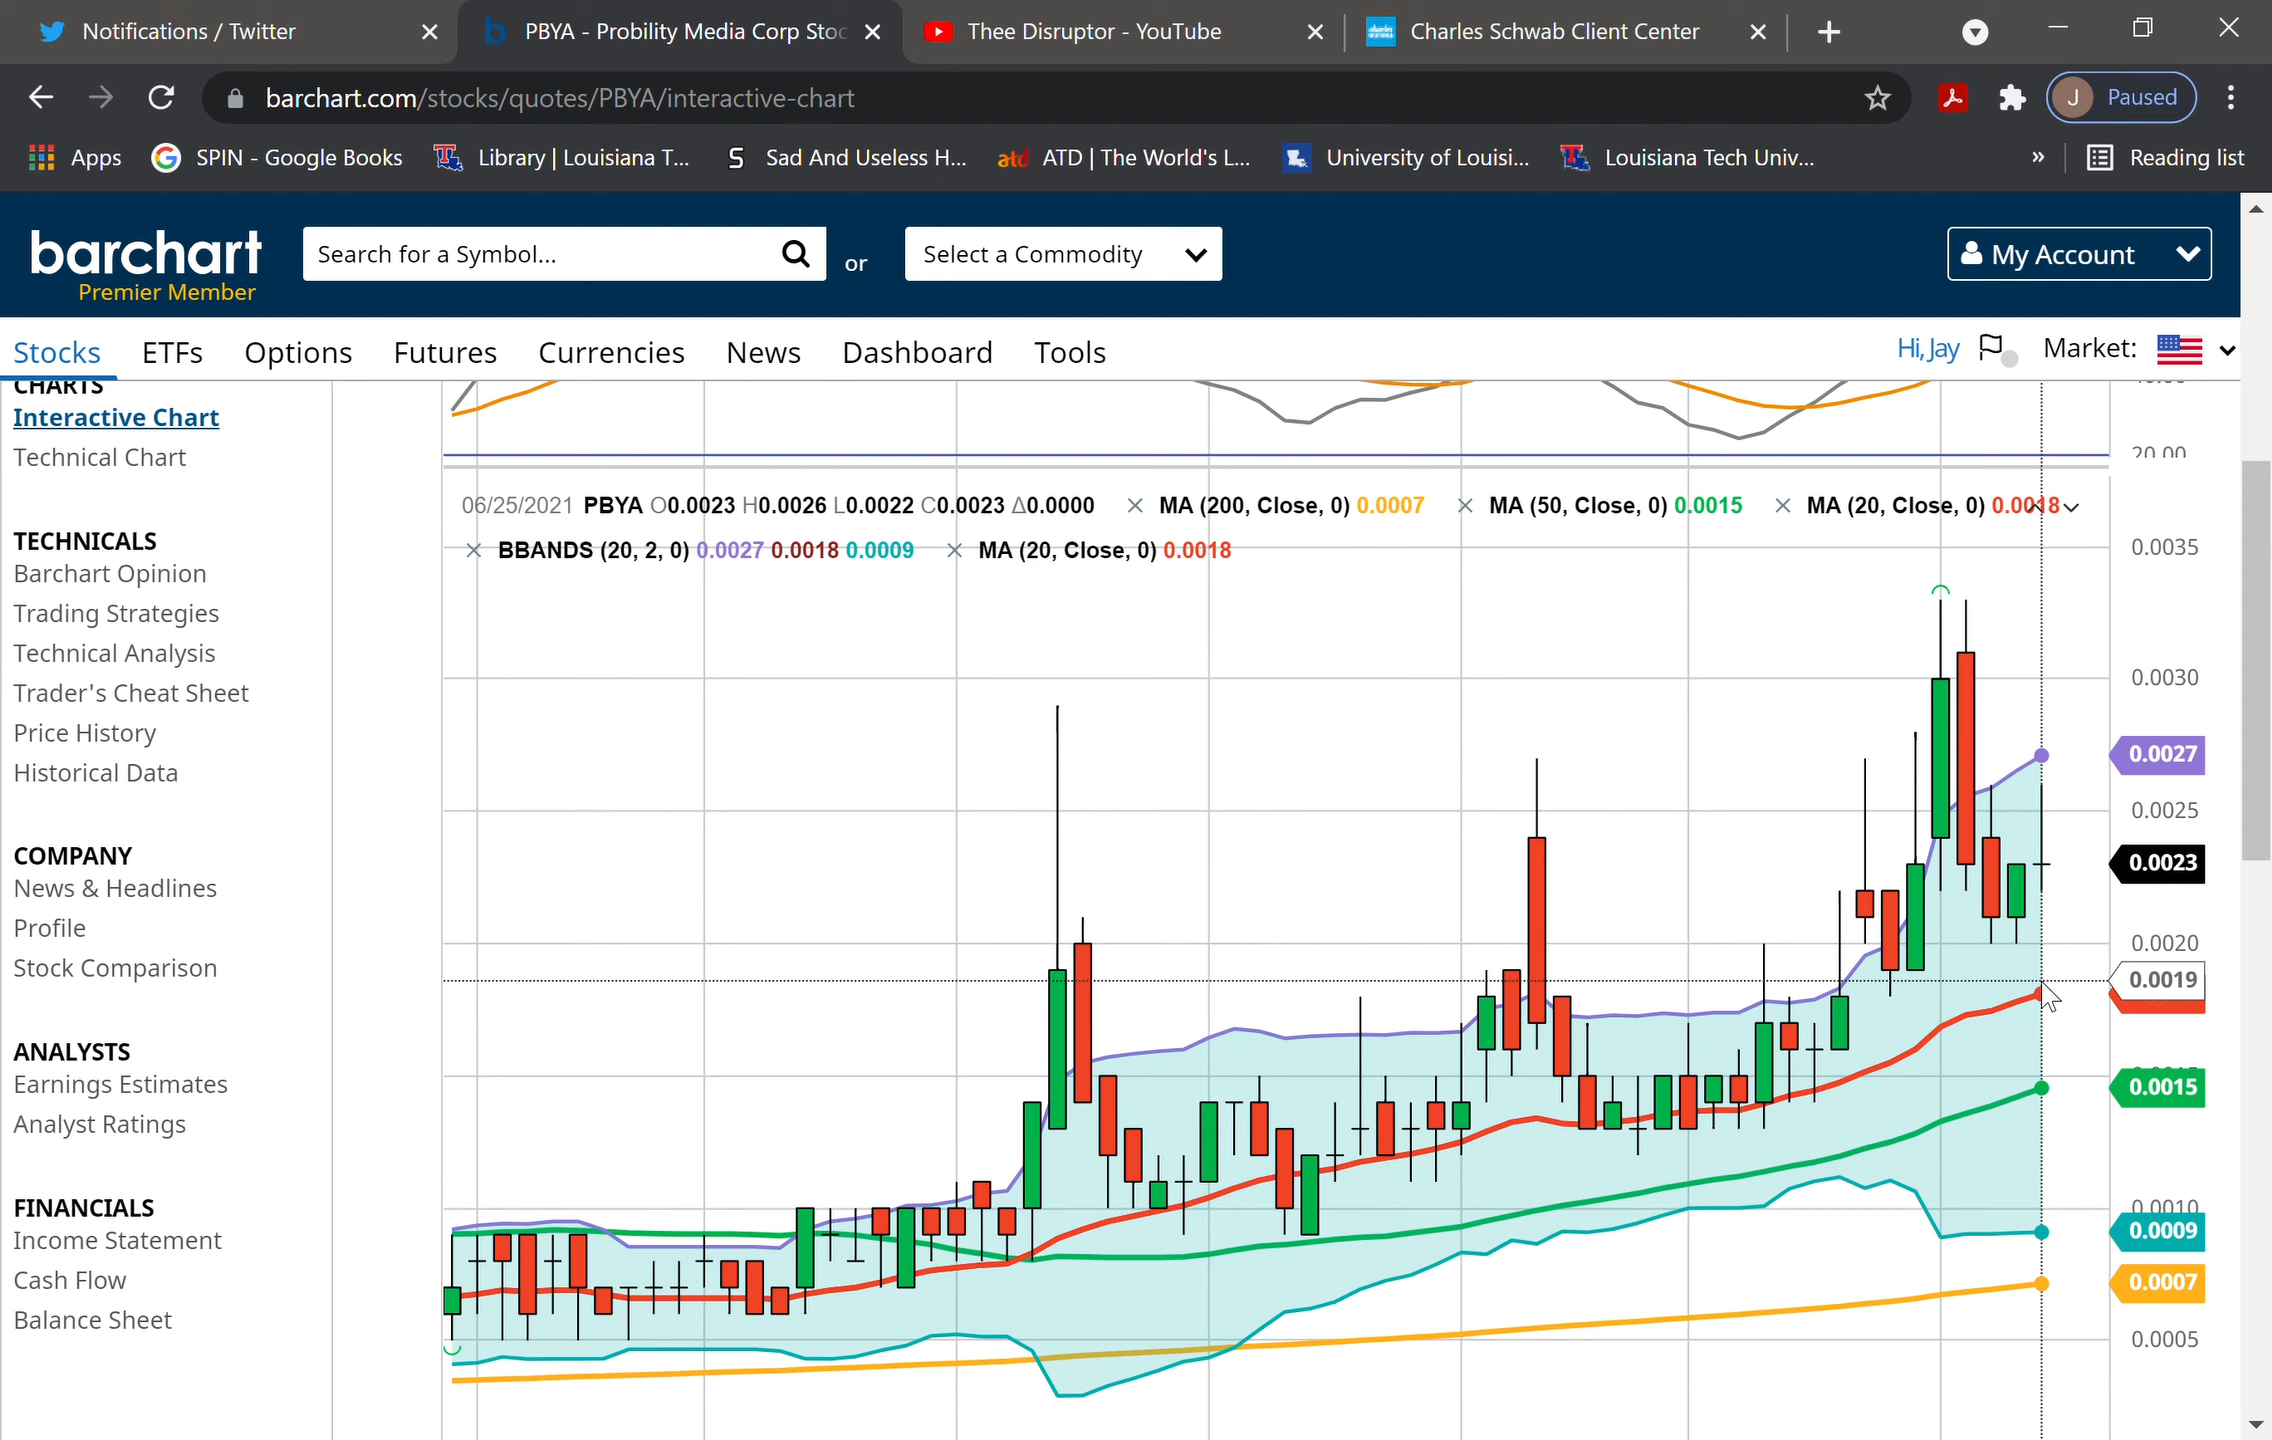 Notifications / Twitter
PBYA - Probility Media Corp Stoc
Thee Disruptor - YouTube
Charles Schwab Client Center
barchart.com/stocks/quotes/PBYA/interactive-chart
J Paused
Apps
SPIN - Google Books
Library | Louisiana T...
S Sad And Useless H...
atd ATD | The World's L...
University of Louisi...
Louisiana Tech Univ...
»
Reading list
barchart
Premier Member
Search for a Symbol...
or
Select a Commodity
My Account
Stocks ETFs Options Futures Currencies News Dashboard Tools
Hi, Jay
Market:
CHARTS
Interactive Chart
Technical Chart
TECHNICALS
Barchart Opinion
Trading Strategies
Technical Analysis
Trader's Cheat Sheet
Price History
Historical Data
COMPANY
News & Headlines
Profile
Stock Comparison
ANALYSTS
Earnings Estimates
Analyst Ratings
FINANCIALS
Income Statement
Cash Flow
Balance Sheet
20.00
06/25/2021 PBYA O0.0023 H0.0026 L0.0022 C0.0023 Δ0.0000 MA (200, Close, 0) 0.0007 MA (50, Close, 0) 0.0015 MA (20, Close, 0) 0.0018
BBANDS (20, 2, 0) 0.0027 0.0018 0.0009 MA (20, Close, 0) 0.0018
0.0035
0.0030
0.0027
0.0025
0.0023
0.0020
0.0019
0.0015
0.0010
0.0009
0.0007
0.0005